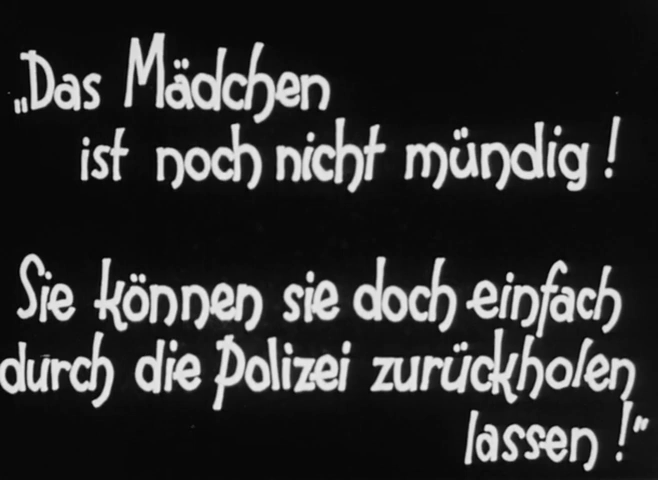 „Das Mädchen
ist noch nicht mündig!
Sie können sie doch einfach
durch die Polizei zurückholen
lassen!"